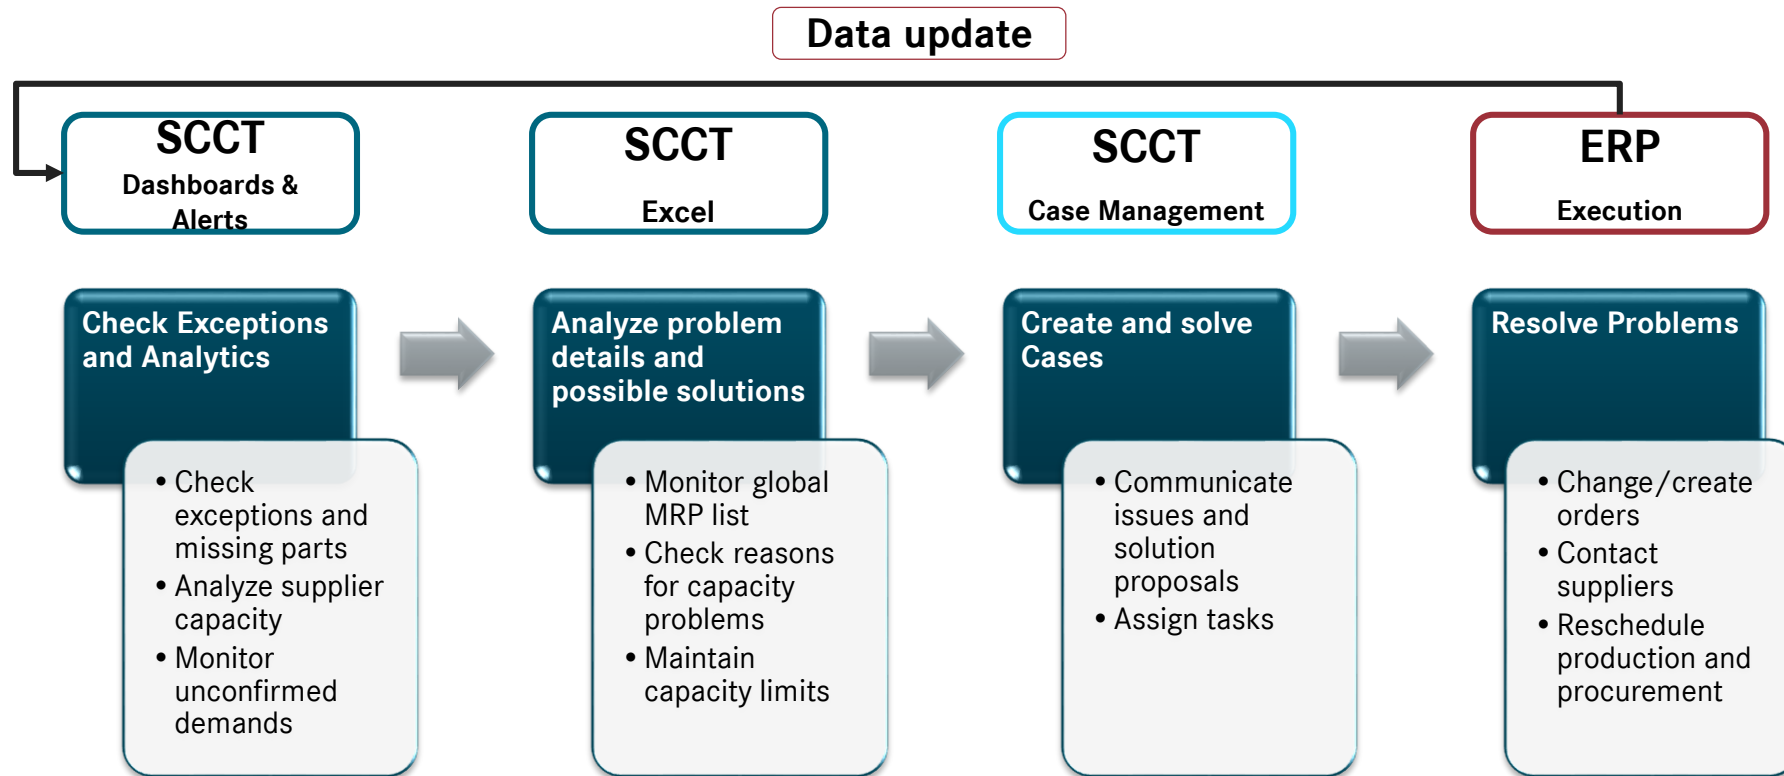 Data update
SCCT
Dashboards &
Alerts
SCCT
Excel
SCCT
Case Management
ERP
Execution
Check Exceptions
and Analytics
Analyze problem
details and
possible solutions
Create and solve
Cases
Resolve Problems
• Check
exceptions and
missing parts
• Analyze supplier
capacity
• Monitor
unconfirmed
demands
• Monitor global
MRP list
• Check reasons
for capacity
problems
• Maintain
capacity limits
• Communicate
issues and
solution
proposals
• Assign tasks
• Change/create
orders
• Contact
suppliers
• Reschedule
production and
procurement